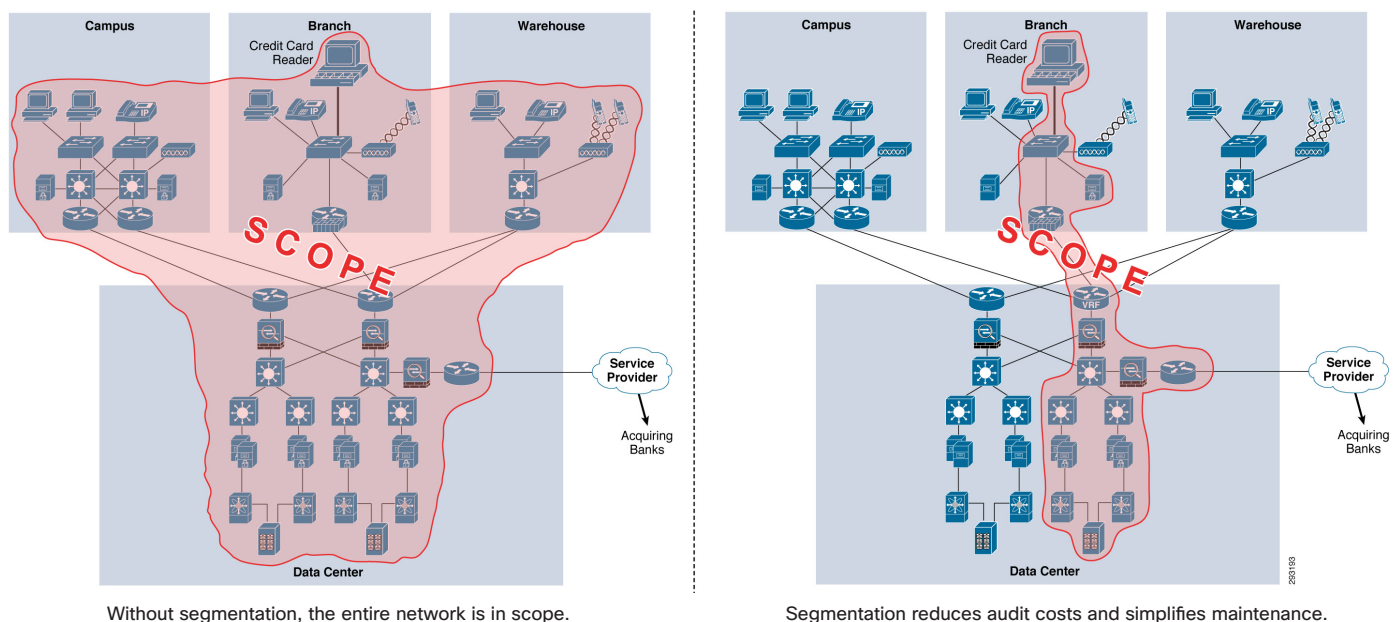 Campus
Branch
Warehouse
Credit Card
Reader
IP
IP
IP
SCOPE
Service
Provider
Acquiring
Banks
Data Center
Without segmentation, the entire network is in scope.
Campus
Branch
Warehouse
Credit Card
Reader
IP
IP
IP
SCOPE
VRF
Service
Provider
Acquiring
Banks
Data Center
293193
Segmentation reduces audit costs and simplifies maintenance.